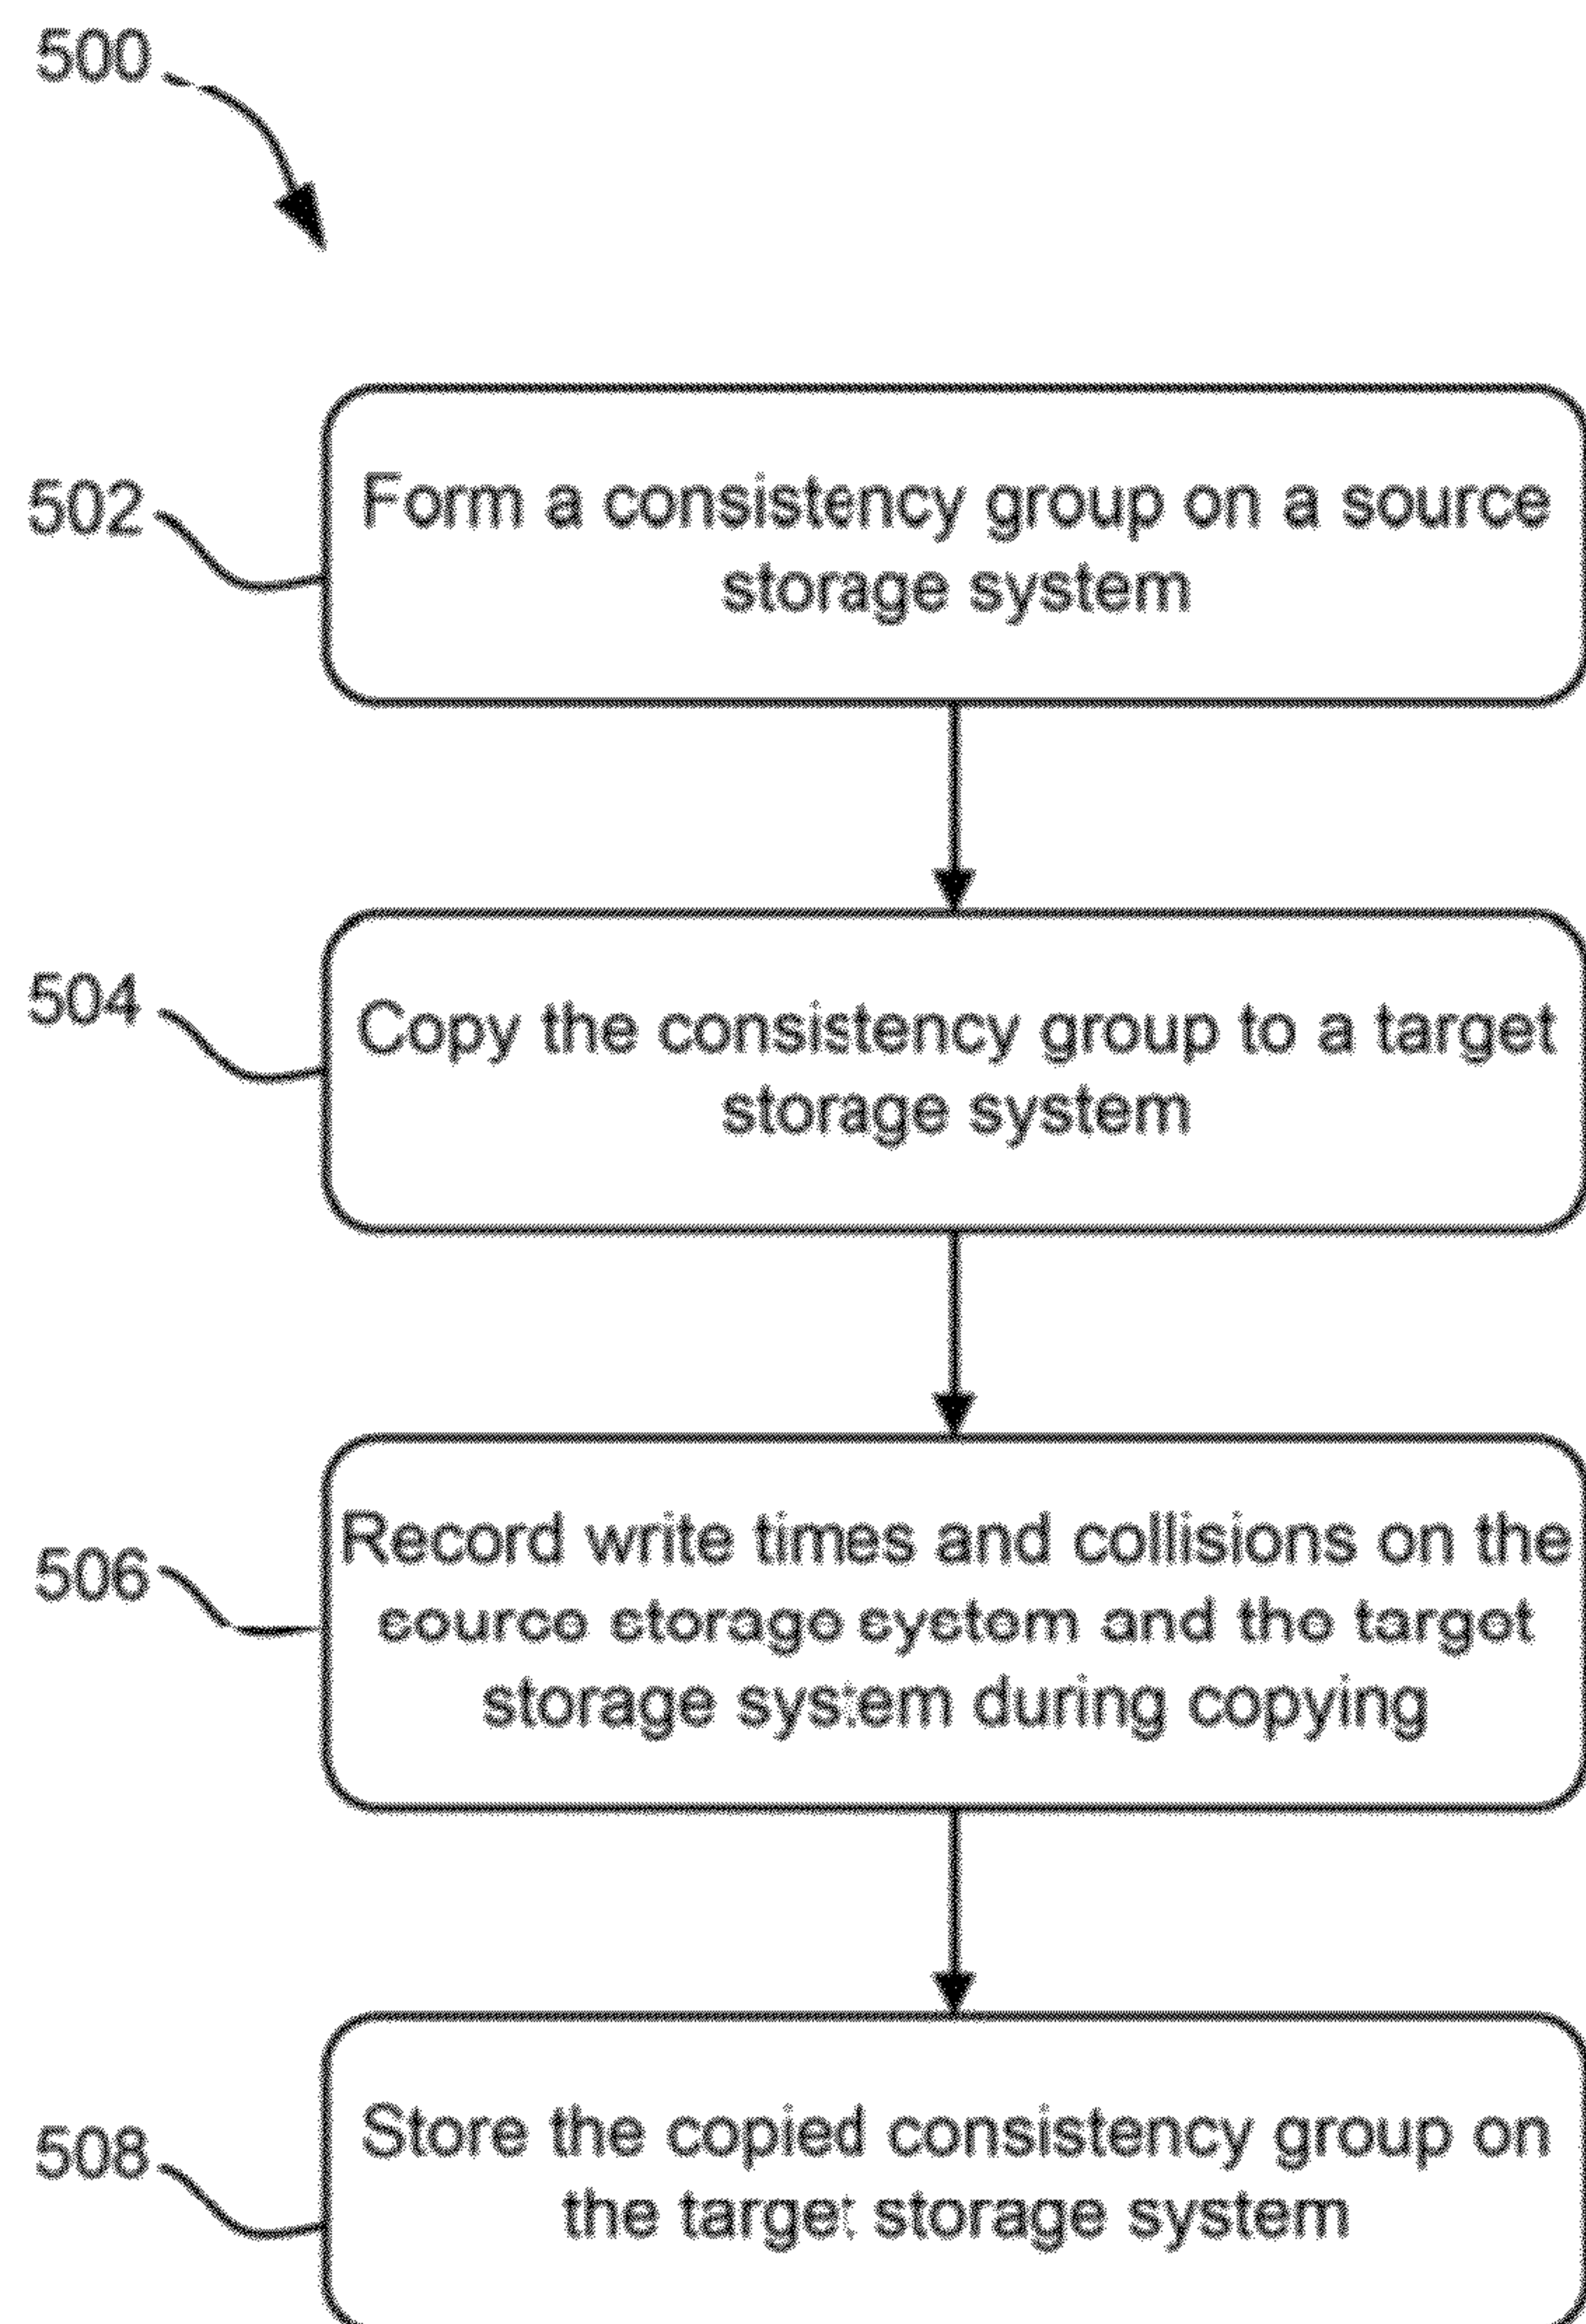 500
502
Form a consistency group on a source
storage system
504
Copy the consistency group to a target
storage system
506
Record write times and collisions on the
source storage system and the target
storage system during copying
508
Store the copied consistency group on
the target storage system